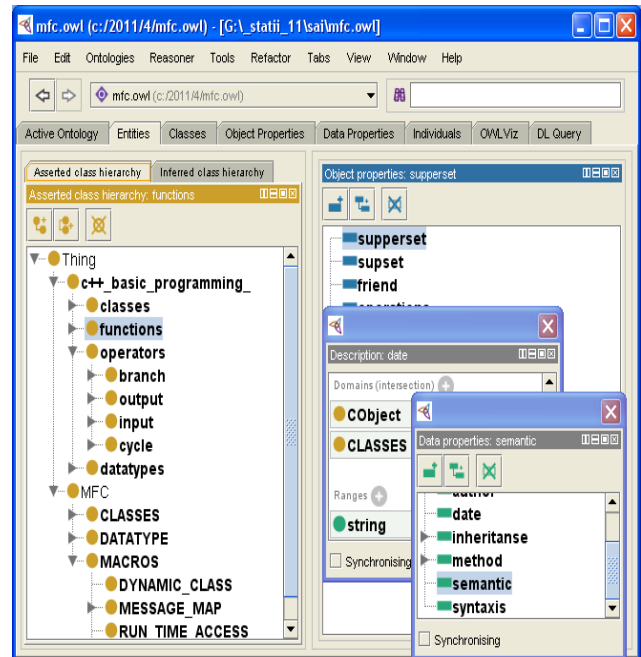 mfc.owl (c:/2011/4/mfc.owl) - [G:\_statii_11\sai\mfc.owl]
File Edit Ontologies Reasoner Tools Refactor Tabs View Window Help
mfc.owl (c:/2011/4/mfc.owl)
Active Ontology Entities Classes Object Properties Data Properties Individuals OWLViz DL Query
Asserted class hierarchy Inferred class hierarchy
Asserted class hierarchy: functions
Thing
c++_basic_programming_
classes
functions
operators
branch
output
input
cycle
datatypes
MFC
CLASSES
DATATYPE
MACROS
DYNAMIC_CLASS
MESSAGE_MAP
RUN_TIME_ACCESS
Object properties: supperset
supperset
supset
friend
operations
Description: date
Domains (intersection)
CObject
CLASSES
Ranges
string
Synchronising
Data properties: semantic
author
date
inheritanse
method
semantic
syntaxis
Synchronising